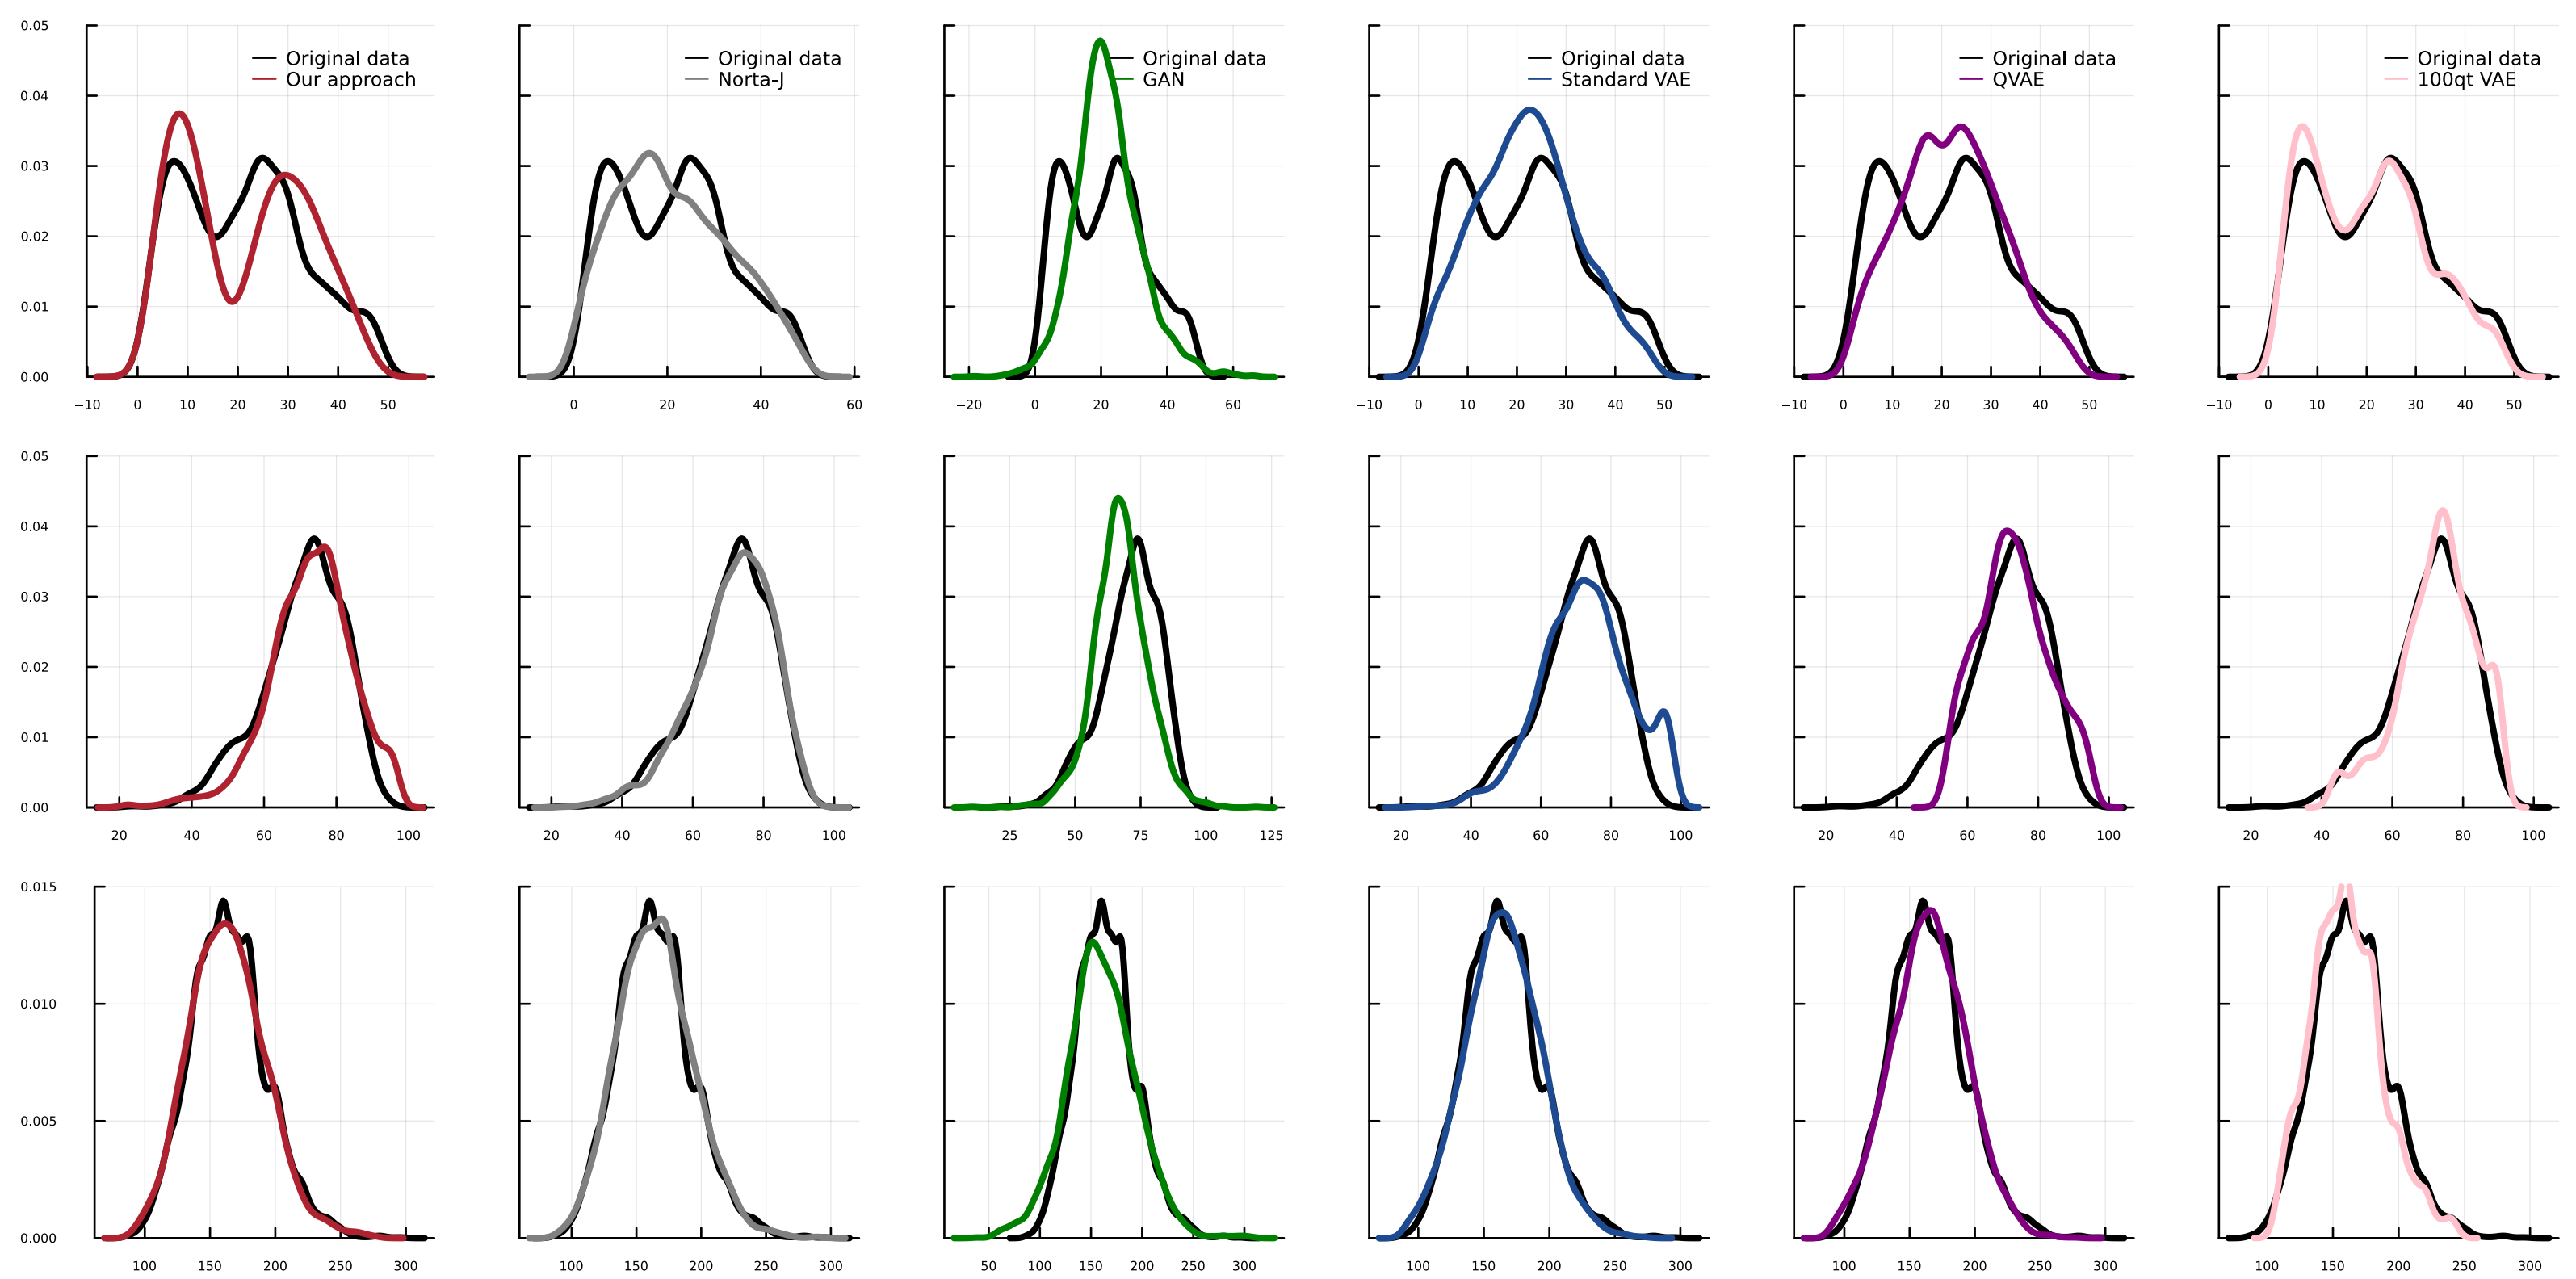 0.05
Original data
Our approach
Original data
Norta-J
Original data
GAN
Original data
Standard VAE
Original data
QVAE
Original data
100qt VAE
0.04
0.03
0.02
0.01
0.00
−10 0 10 20 30 40 50
0 20 40 60
−20 0 20 40 60
−10 0 10 20 30 40 50
−10 0 10 20 30 40 50
−10 0 10 20 30 40 50
0.05
0.04
0.03
0.02
0.01
0.00
20 40 60 80 100
20 40 60 80 100
25 50 75 100 125
20 40 60 80 100
20 40 60 80 100
20 40 60 80 100
0.015
0.010
0.005
0.000
100 150 200 250 300
100 150 200 250 300
50 100 150 200 250 300
100 150 200 250 300
100 150 200 250 300
100 150 200 250 300